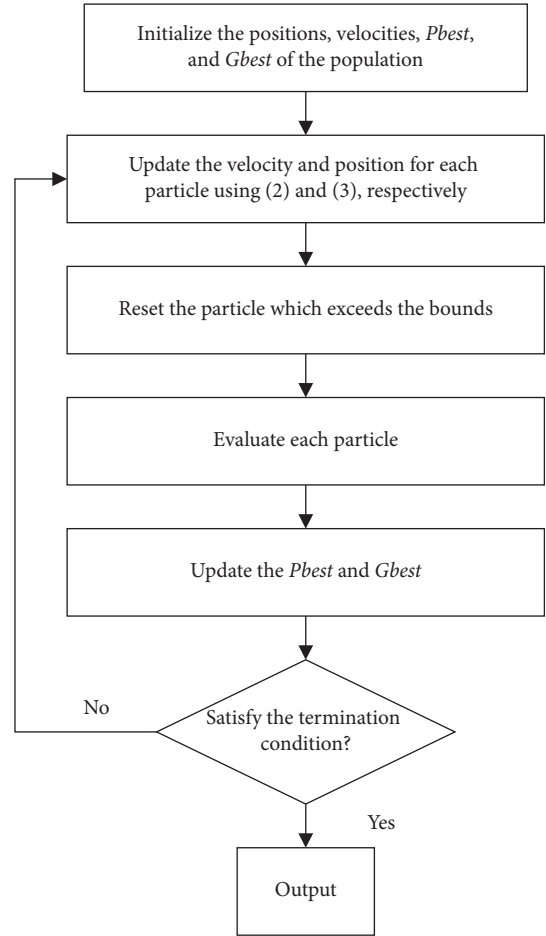 Initialize the positions, velocities, Pbest,
and Gbest of the population
Update the velocity and position for each
particle using (2) and (3), respectively
Reset the particle which exceeds the bounds
Evaluate each particle
Update the Pbest and Gbest
Satisfy the termination
condition?
No
Yes
Output